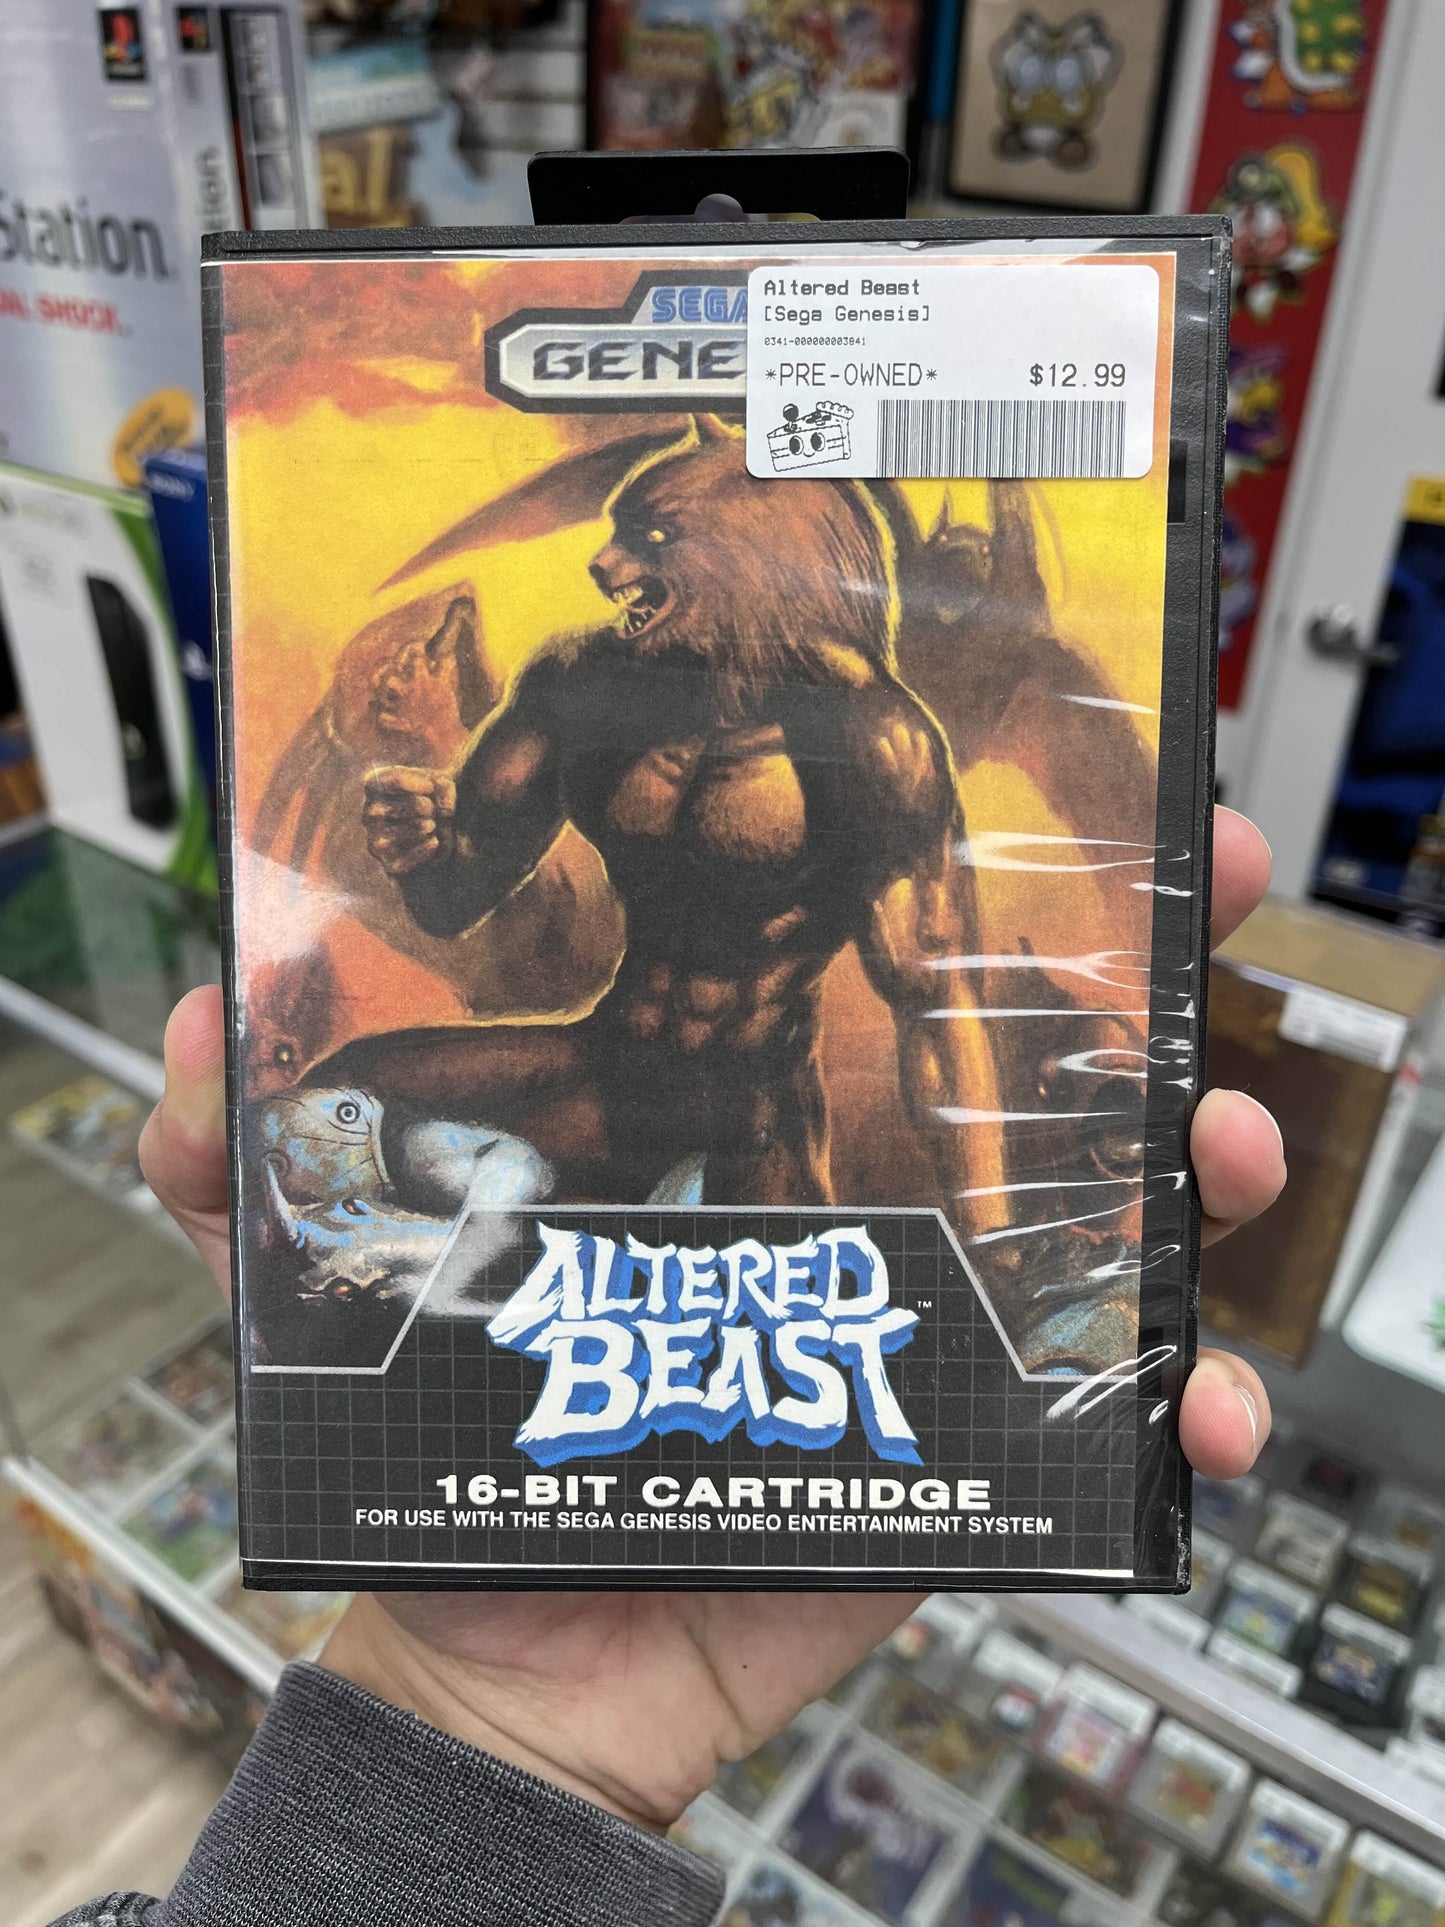 Station
SEGA
GENE
Altered Beast
[Sega Genesis]
0341-000000003841
*PRE-OWNED*
$12.99
ALTERED
BEAST
™
16-BIT CARTRIDGE
FOR USE WITH THE SEGA GENESIS VIDEO ENTERTAINMENT SYSTEM